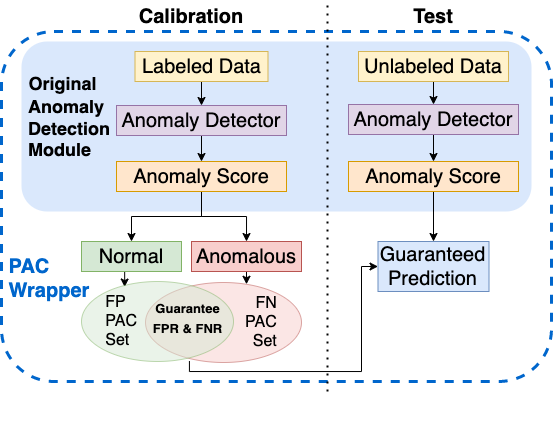 Calibration
Test
Original
Anomaly
Detection
Module
Labeled Data
Anomaly Detector
Anomaly Score
Unlabeled Data
Anomaly Detector
Anomaly Score
PAC
Wrapper
Normal
Anomalous
FP
PAC
Set
Guarantee
FPR & FNR
FN
PAC
Set
Guaranteed
Prediction